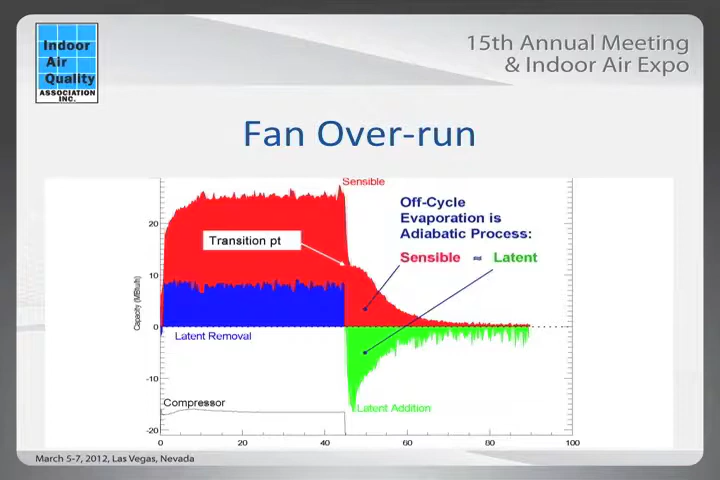 Indoor
Air
Quality
ASSOCIATION
INC.
15th Annual Meeting
& Indoor Air Expo
Fan Over-run
Sensible
Off-Cycle
Evaporation is
Adiabatic Process:
Sensible ≈ Latent
Transition pt
Capacity (MBtu/h)
20
10
0
-10
-20
Latent Removal
Compressor
Latent Addition
0 20 40 60 80 100
March 5-7, 2012, Las Vegas, Nevada